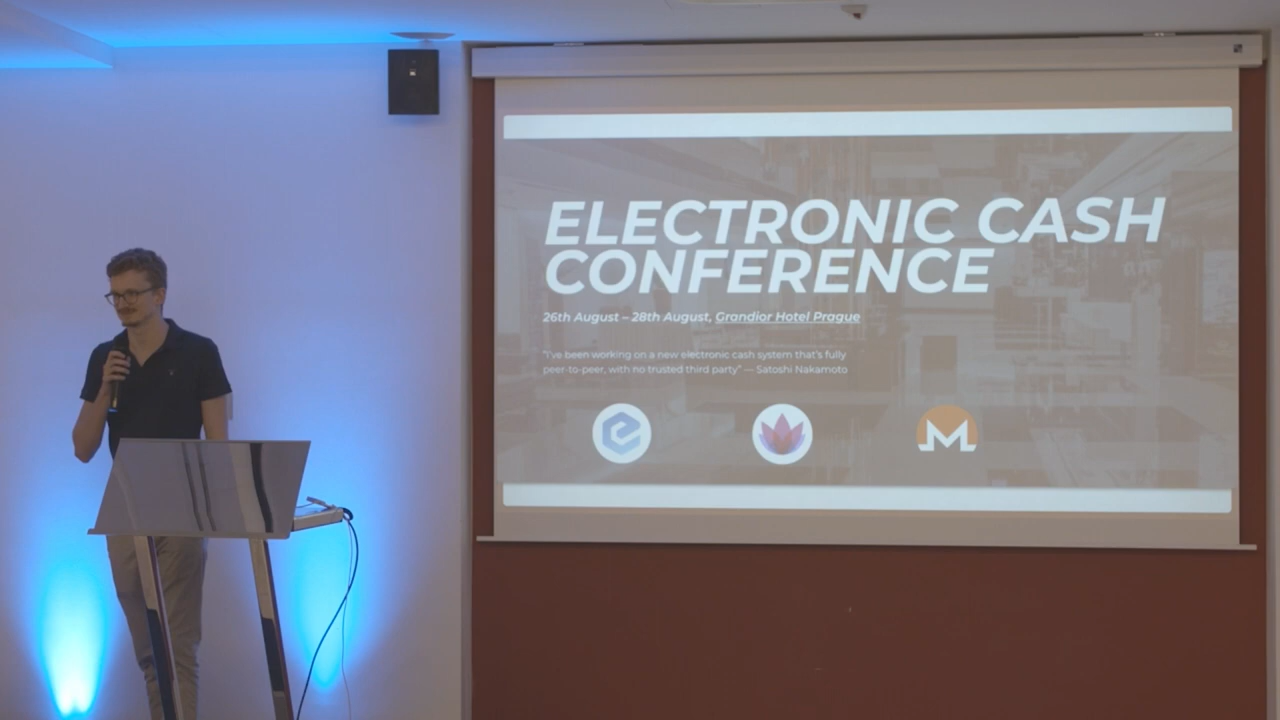 ELECTRONIC CASH
CONFERENCE
26th August – 28th August, Grandior Hotel Prague
"I've been working on a new electronic cash system that's fully
peer-to-peer, with no trusted third party" — Satoshi Nakamoto